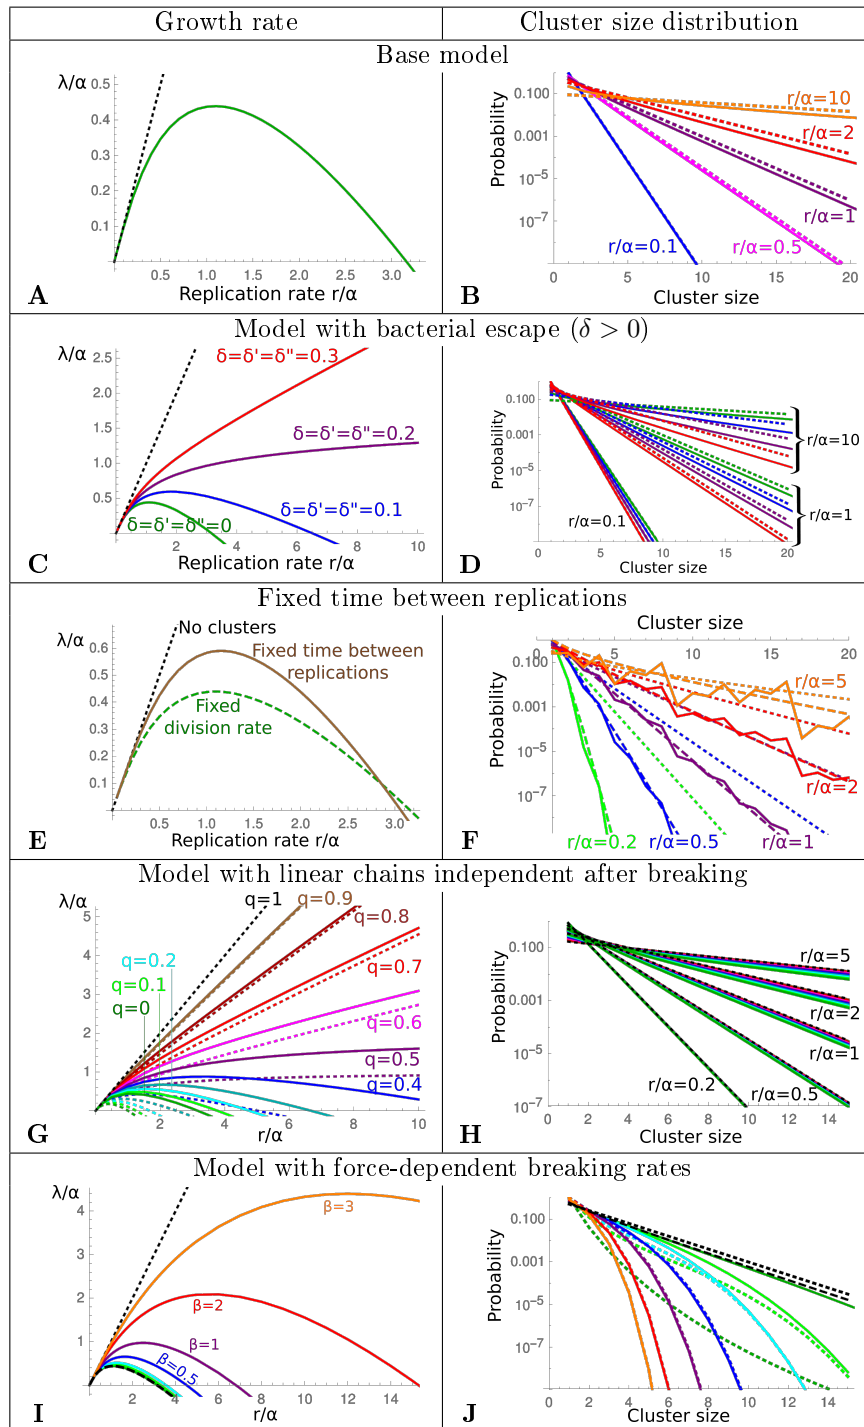 Growth rate
Cluster size distribution
Base model
λ/α
0.5
0.4
0.3
0.2
0.1
0.5 1.0 1.5 2.0 2.5 3.0
Replication rate r/α
A
Probability
0.100
0.001
10−5
10−7
r/α=10
r/α=2
r/α=1
r/α=0.5
r/α=0.1
5 10 15 20
Cluster size
B
Model with bacterial escape (δ > 0)
λ/α
2.5
2.0
1.5
1.0
0.5
δ=δ'=δ"=0.3
δ=δ'=δ"=0.2
δ=δ'=δ"=0.1
δ=δ'=δ"=0
2 4 6 8 10
Replication rate r/α
C
Probability
0.100
0.001
10−5
10−7
r/α=10
r/α=1
r/α=0.1
0 5 10 15 20
Cluster size
D
Fixed time between replications
λ/α
0.6
0.5
0.4
0.3
0.2
0.1
No clusters
Fixed time between
replications
Fixed
division rate
0.5 1.0 1.5 2.0 2.5 3.0
Replication rate r/α
E
Cluster size
0 5 10 15 20
Probability
0.100
0.001
10−5
10−7
r/α=5
r/α=2
r/α=1
r/α=0.5
r/α=0.2
F
Model with linear chains independent after breaking
λ/α
5
4
3
2
1
q=1
q=0.9
q=0.8
q=0.7
q=0.6
q=0.5
q=0.4
q=0.2
q=0.1
q=0
0 2 4 6 8 10
r/α
G
Probability
0.100
0.001
10−5
10−7
r/α=5
r/α=2
r/α=1
r/α=0.5
r/α=0.2
0 2 4 6 8 10 12 14
Cluster size
H
Model with force-dependent breaking rates
λ/α
4
3
2
1
β=3
β=2
β=1
β=0.5
0 2 4 6 8 10 12 14
r/α
I
Probability
0.100
0.001
10−5
10−7
0 2 4 6 8 10 12 14
Cluster size
J